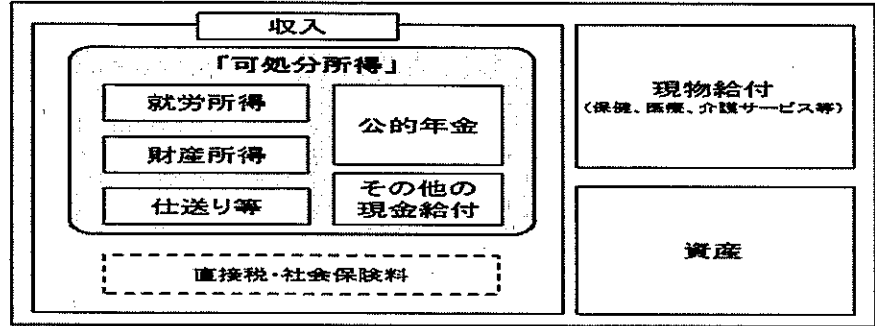 収入
「可処分所得」
就労所得
財産所得
仕送り等
公的年金
その他の
現金給付
直接税・社会保険料
現物給付
(保健、医療、介護サービス等)
資産